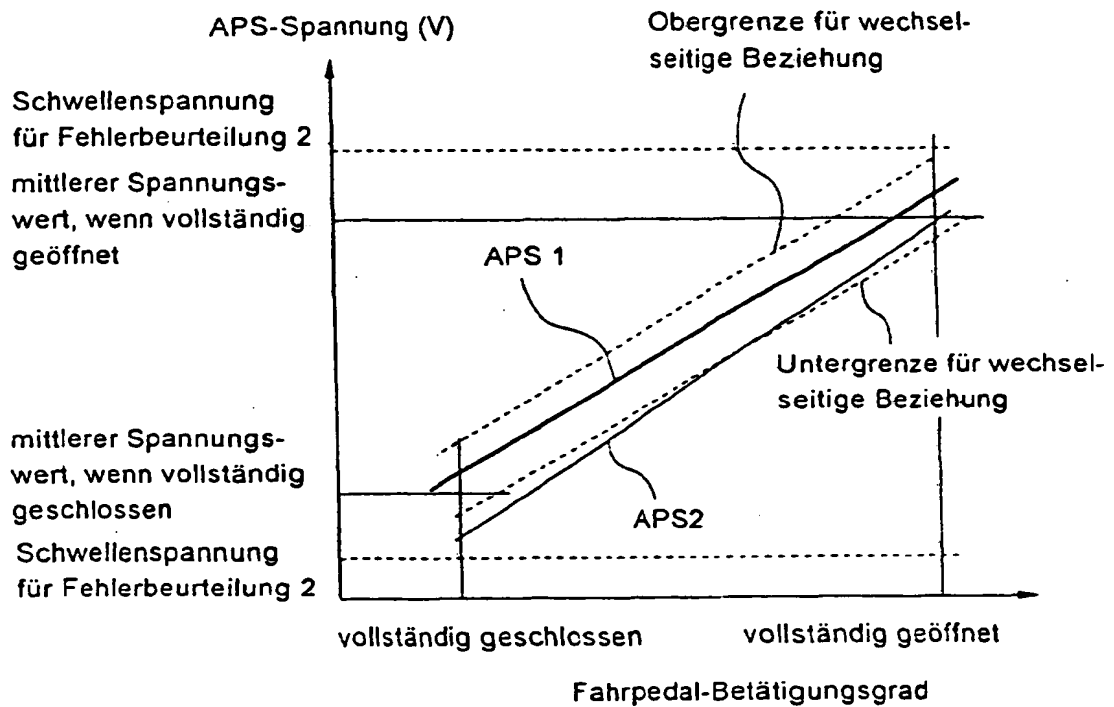 APS-Spannung (V)
Obergrenze für wechsel-
seitige Beziehung
Schwellenspannung
für Fehlerbeurteilung 2
mittlerer Spannungs-
wert, wenn vollständig
geöffnet
APS 1
Untergrenze für wechsel-
seitige Beziehung
mittlerer Spannungs-
wert, wenn vollständig
geschlossen
APS2
Schwellenspannung
für Fehlerbeurteilung 2
vollständig geschlossen
vollständig geöffnet
Fahrpedal-Betätigungsgrad